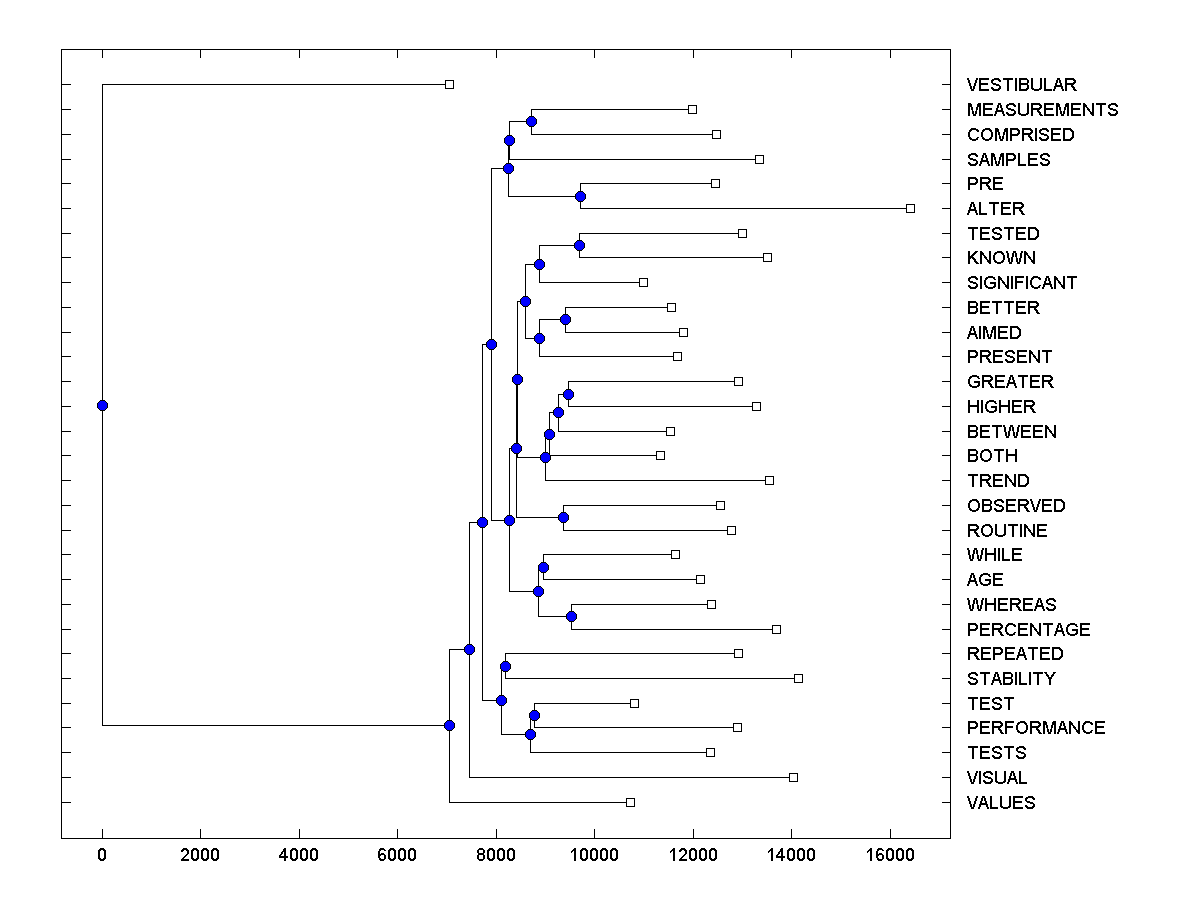 VESTIBULAR
MEASUREMENTS
COMPRISED
SAMPLES
PRE
ALTER
TESTED
KNOWN
SIGNIFICANT
BETTER
AIMED
PRESENT
GREATER
HIGHER
BETWEEN
BOTH
TREND
OBSERVED
ROUTINE
WHILE
AGE
WHEREAS
PERCENTAGE
REPEATED
STABILITY
TEST
PERFORMANCE
TESTS
VISUAL
VALUES
0 2000 4000 6000 8000 10000 12000 14000 16000